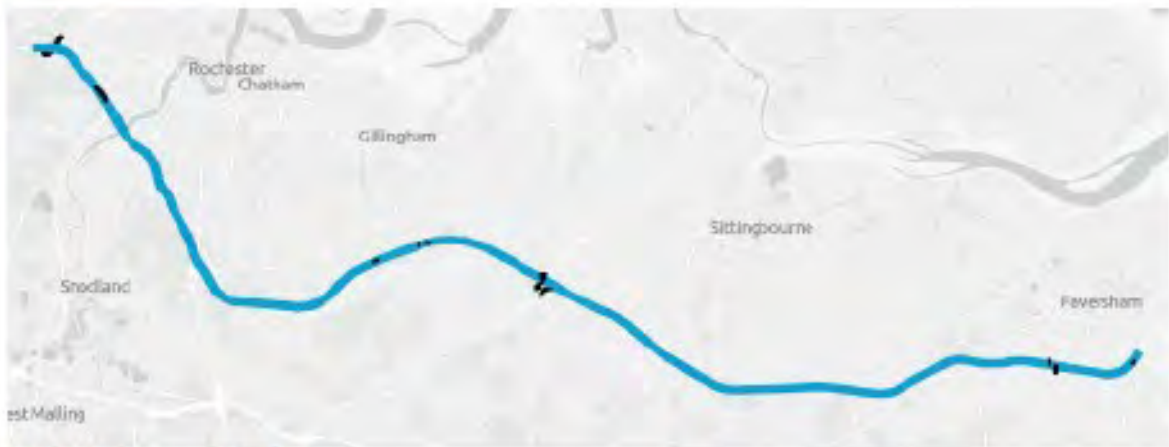 Rochester
Chatham
Gillingham
Sittingbourne
Snodland
Faversham
est Malling